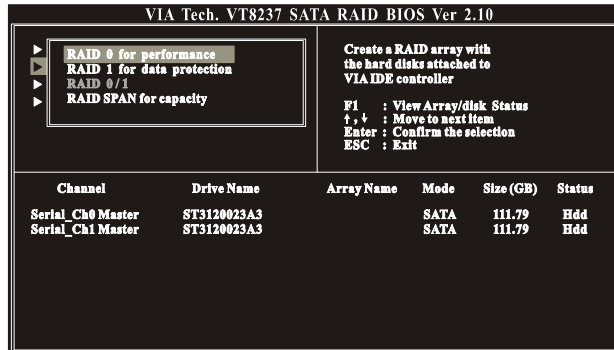 VIA Tech. VT8237 SATA RAID BIOS Ver 2.10
RAID 0 for performance
RAID 1 for data protection
RAID 0/1
RAID SPAN for capacity
Create a RAID array with
the hard disks attached to
VIA IDE controller
F1 : View Array/disk Status
↑,↓ : Move to next item
Enter : Confirm the selection
ESC : Exit
Channel Drive Name Array Name Mode Size (GB) Status
Serial_Ch0 Master ST3120023A3 SATA 111.79 Hdd
Serial_Ch1 Master ST3120023A3 SATA 111.79 Hdd